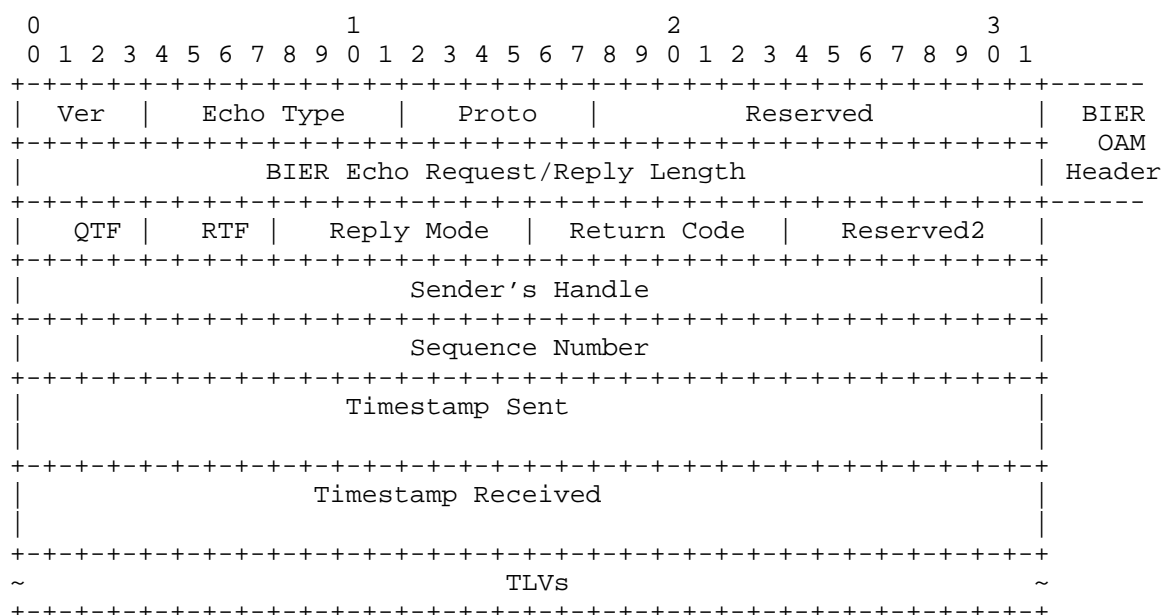 0                   1                   2                   3
 0 1 2 3 4 5 6 7 8 9 0 1 2 3 4 5 6 7 8 9 0 1 2 3 4 5 6 7 8 9 0 1
+-+-+-+-+-+-+-+-+-+-+-+-+-+-+-+-+-+-+-+-+-+-+-+-+-+-+-+-+-+-+-+-+------
|  Ver  |   Echo Type   |   Proto   |         Reserved          |  BIER
+-+-+-+-+-+-+-+-+-+-+-+-+-+-+-+-+-+-+-+-+-+-+-+-+-+-+-+-+-+-+-+-+   OAM
|               BIER Echo Request/Reply Length                  | Header
+-+-+-+-+-+-+-+-+-+-+-+-+-+-+-+-+-+-+-+-+-+-+-+-+-+-+-+-+-+-+-+-+------
|   QTF |   RTF |   Reply Mode  |  Return Code  |   Reserved2   |
+-+-+-+-+-+-+-+-+-+-+-+-+-+-+-+-+-+-+-+-+-+-+-+-+-+-+-+-+-+-+-+-+
|                        Sender’s Handle                        |
+-+-+-+-+-+-+-+-+-+-+-+-+-+-+-+-+-+-+-+-+-+-+-+-+-+-+-+-+-+-+-+-+
|                        Sequence Number                        |
+-+-+-+-+-+-+-+-+-+-+-+-+-+-+-+-+-+-+-+-+-+-+-+-+-+-+-+-+-+-+-+-+
|                    Timestamp Sent                             |
|                                                               |
+-+-+-+-+-+-+-+-+-+-+-+-+-+-+-+-+-+-+-+-+-+-+-+-+-+-+-+-+-+-+-+-+
|                  Timestamp Received                           |
|                                                               |
+-+-+-+-+-+-+-+-+-+-+-+-+-+-+-+-+-+-+-+-+-+-+-+-+-+-+-+-+-+-+-+-+
~                              TLVs                             ~
+-+-+-+-+-+-+-+-+-+-+-+-+-+-+-+-+-+-+-+-+-+-+-+-+-+-+-+-+-+-+-+-+